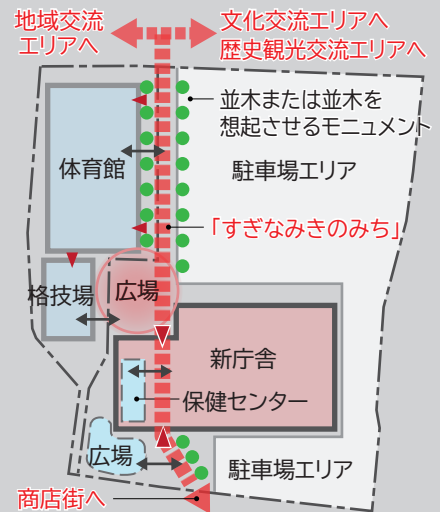 地域交流
エリアへ
文化交流エリアへ
歴史観光交流エリアへ
並木または並木を
想起させるモニュメント
体育館
駐車場エリア
「すぎなみきのみち」
格技場
広場
新庁舎
保健センター
広場
駐車場エリア
商店街へ